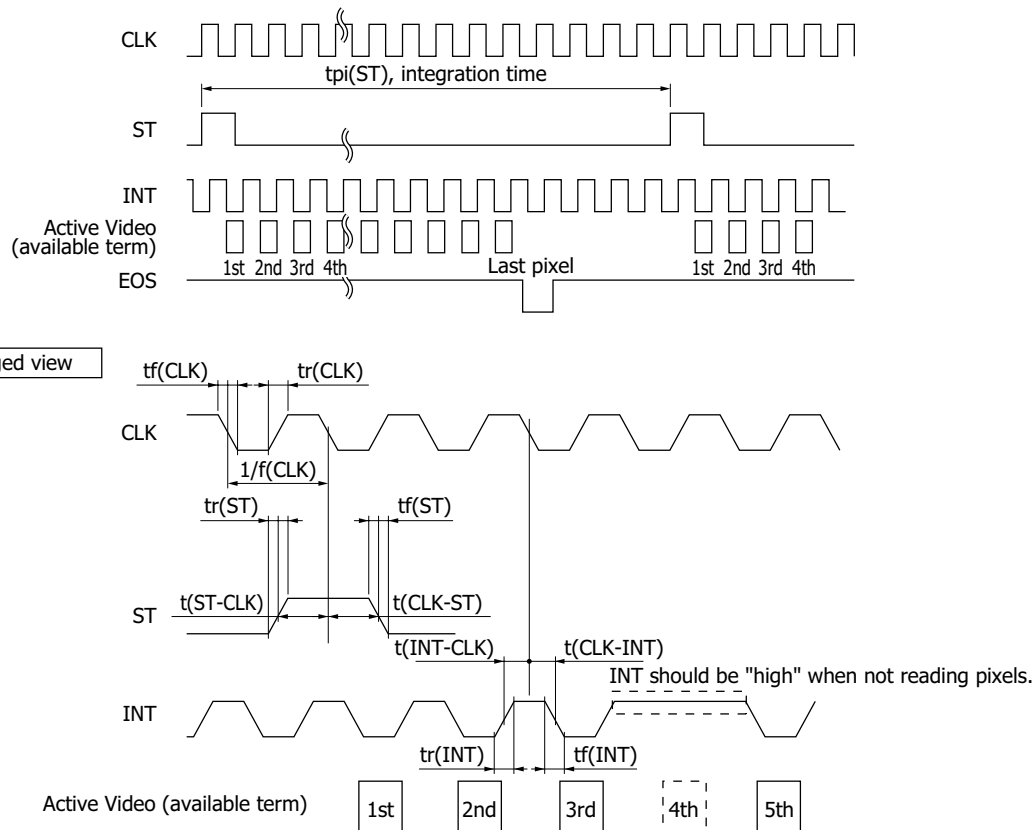 CLK
tpi(ST), integration time
ST
INT
Active Video
(available term)
1st 2nd 3rd 4th Last pixel 1st 2nd 3rd 4th
EOS
ged view
tf(CLK) tr(CLK)
CLK
1/f(CLK)
tr(ST) tf(ST)
t(ST-CLK) t(CLK-ST)
ST
t(INT-CLK) t(CLK-INT)
INT should be "high" when not reading pixels.
INT
tr(INT) tf(INT)
Active Video (available term) 1st 2nd 3rd 4th 5th